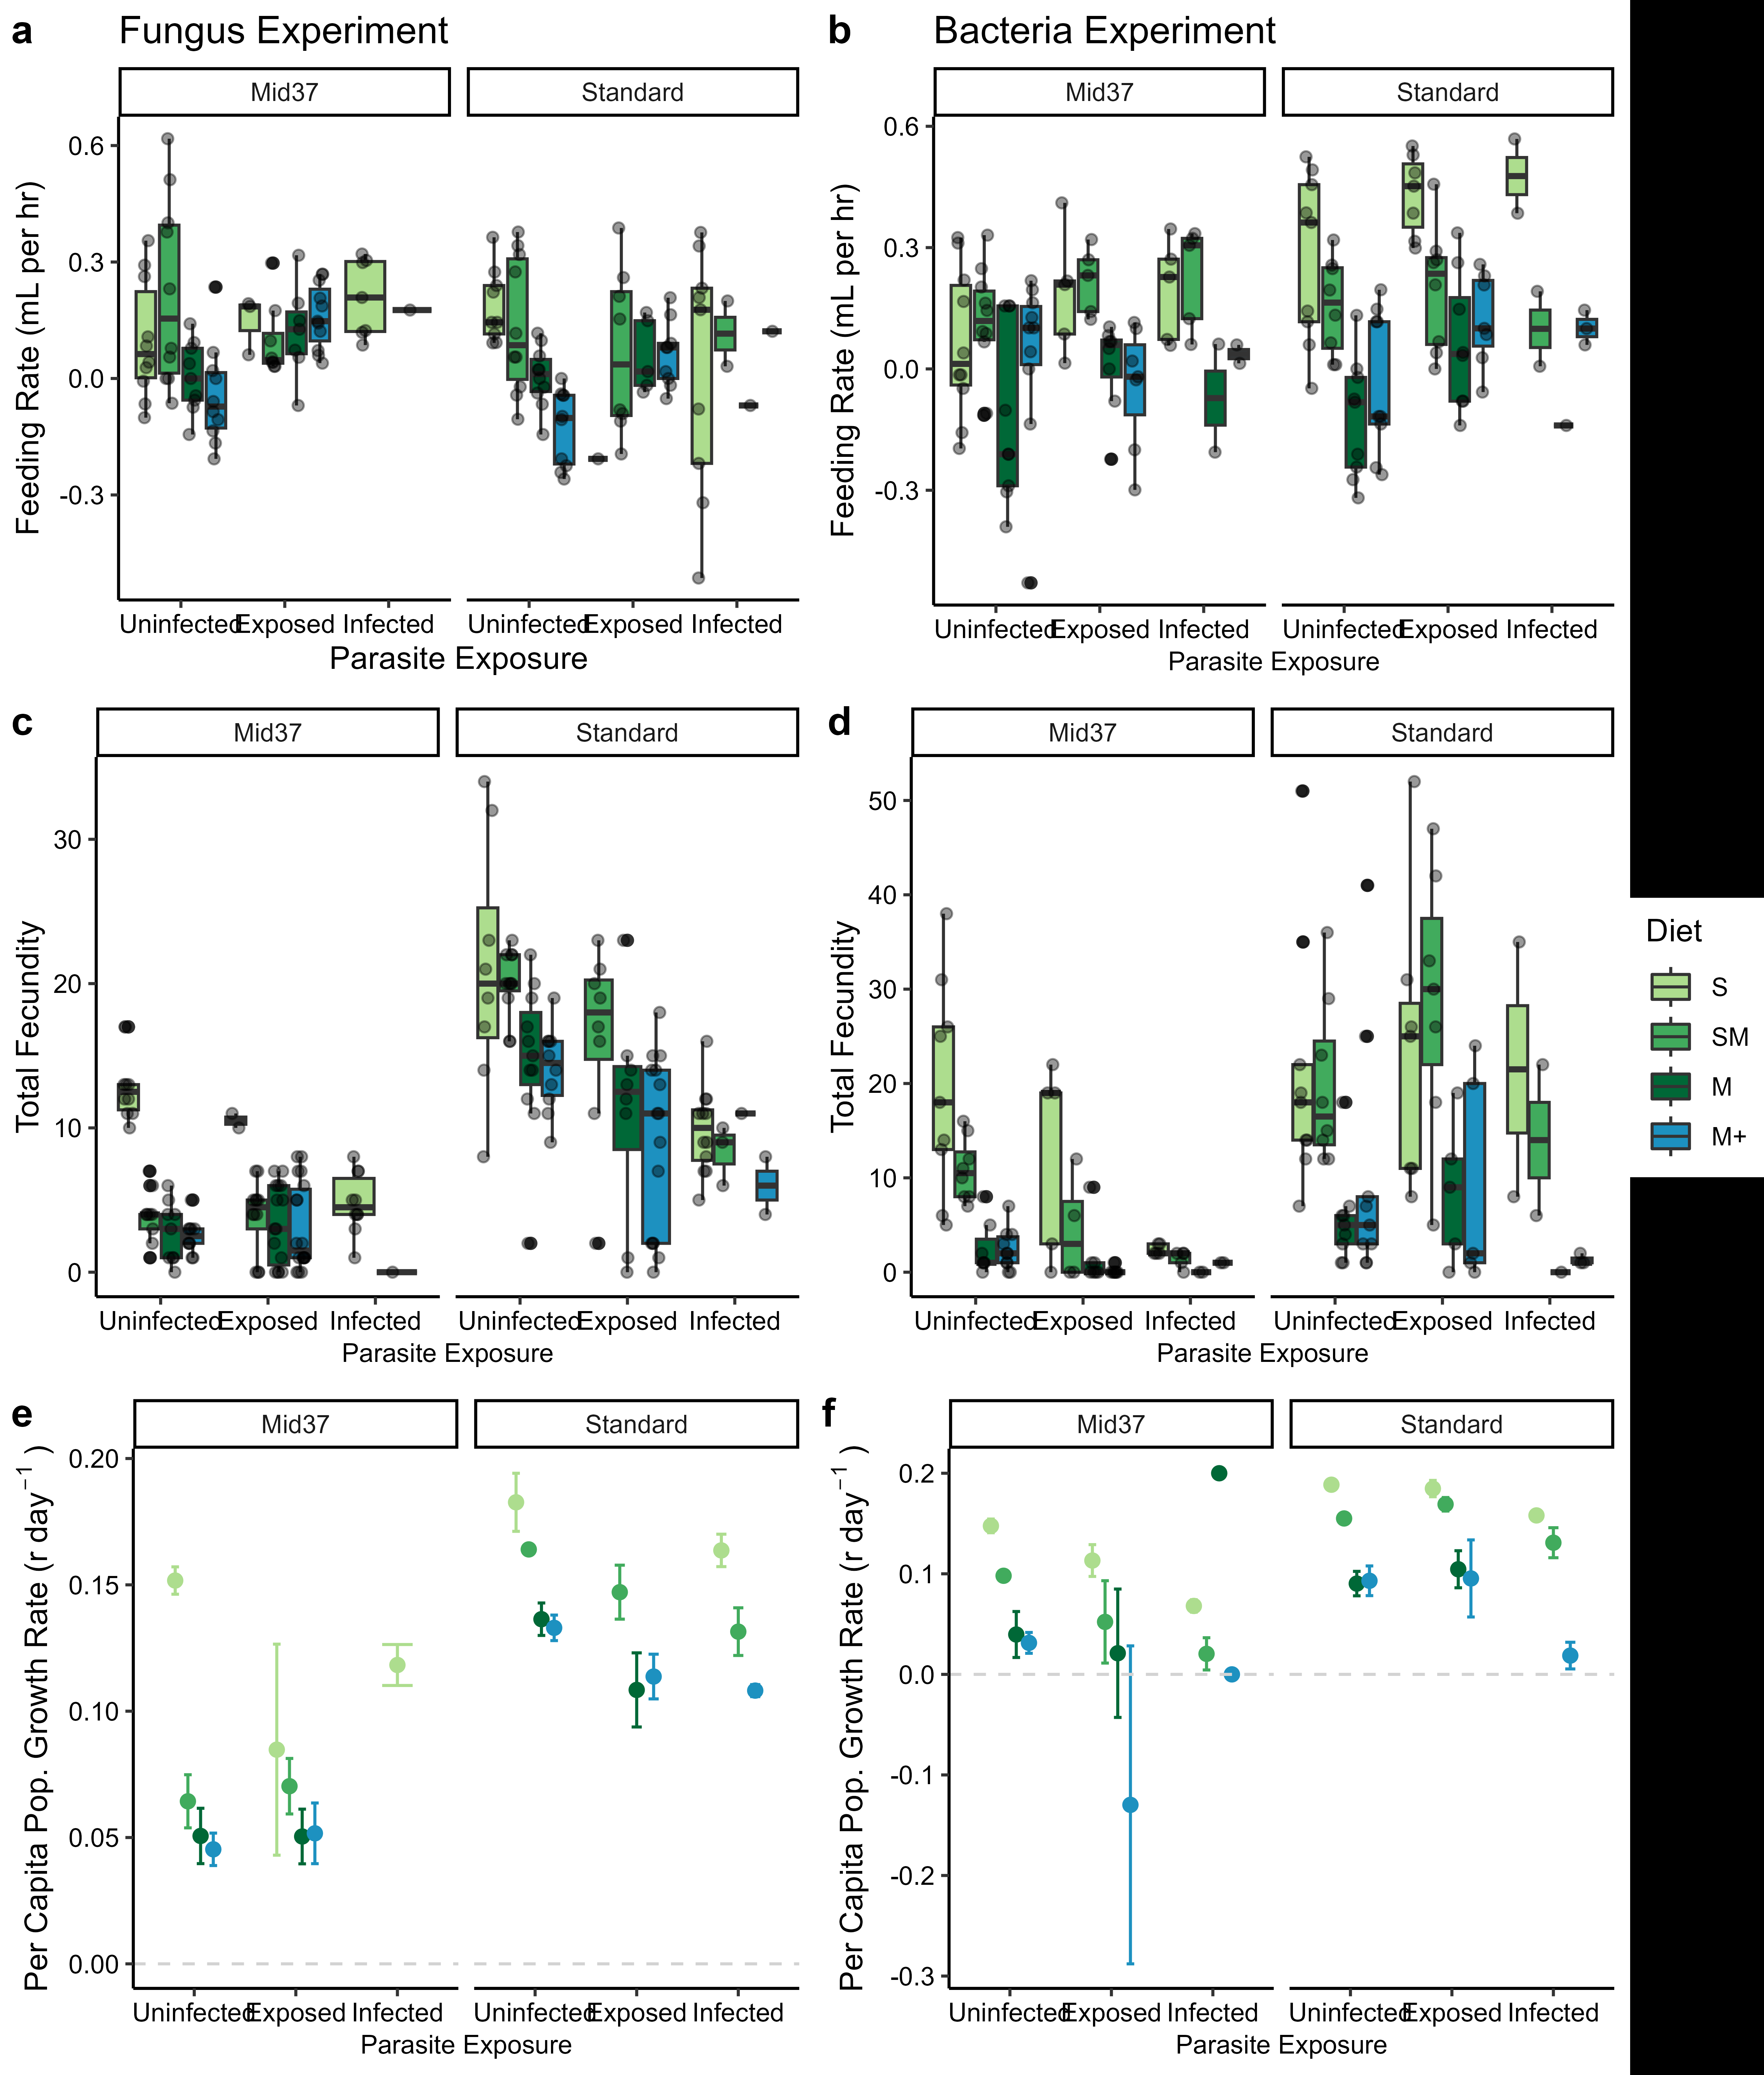 a Fungus Experiment
b Bacteria Experiment
Mid37 Standard
Mid37 Standard
Feeding Rate (mL per hr)
0.6
0.3
0.0
-0.3
Uninfected Exposed Infected
Uninfected Exposed Infected
Parasite Exposure
Feeding Rate (mL per hr)
0.6
0.3
0.0
-0.3
Uninfected Exposed Infected
Uninfected Exposed Infected
Parasite Exposure
c
Mid37 Standard
Total Fecundity
30
20
10
0
Uninfected Exposed Infected
Uninfected Exposed Infected
Parasite Exposure
d
Mid37 Standard
Total Fecundity
50
40
30
20
10
0
Uninfected Exposed Infected
Uninfected Exposed Infected
Parasite Exposure
Diet
S
SM
M
M+
e
Mid37 Standard
Per Capita Pop. Growth Rate (r day⁻¹ )
0.20
0.15
0.10
0.05
0.00
Uninfected Exposed Infected
Uninfected Exposed Infected
Parasite Exposure
f
Mid37 Standard
Per Capita Pop. Growth Rate (r day⁻¹ )
0.2
0.1
0.0
-0.1
-0.2
-0.3
Uninfected Exposed Infected
Uninfected Exposed Infected
Parasite Exposure